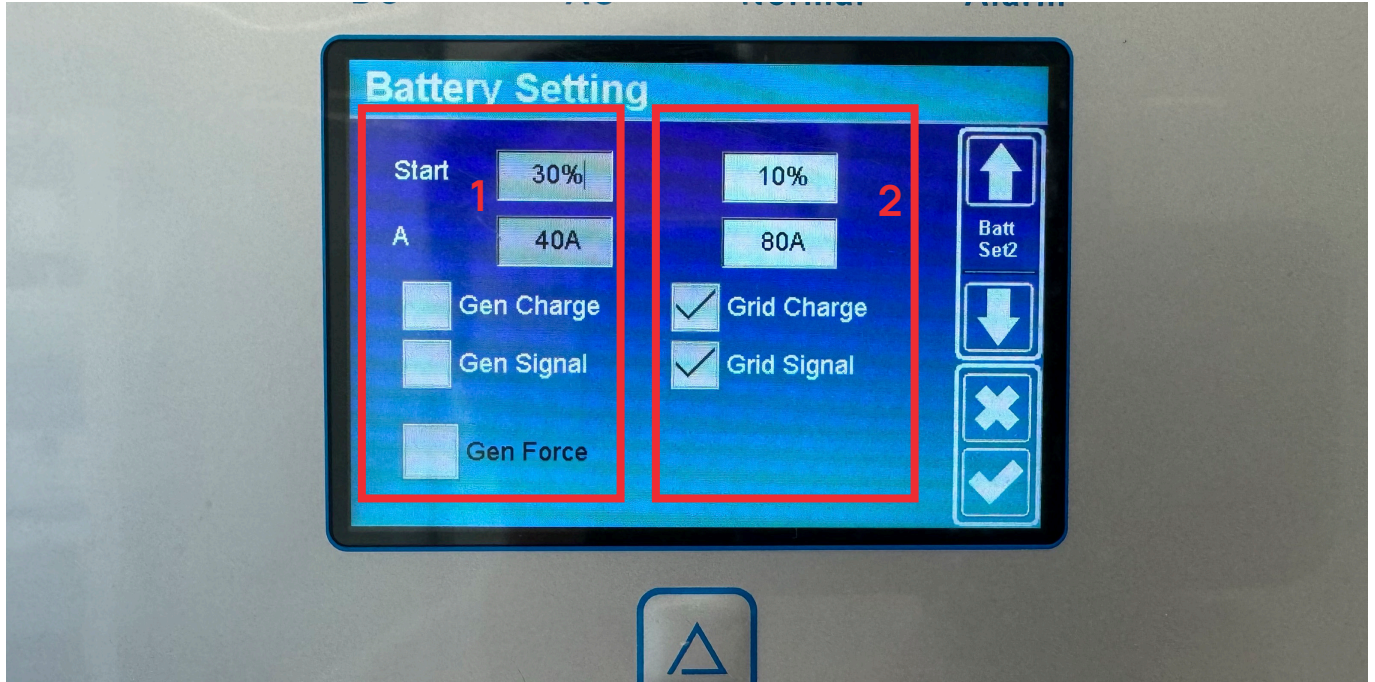 Battery Setting
Start 30% 10%
1 2
A 40A 80A
Batt
Set2
Gen Charge Grid Charge
Gen Signal Grid Signal
Gen Force